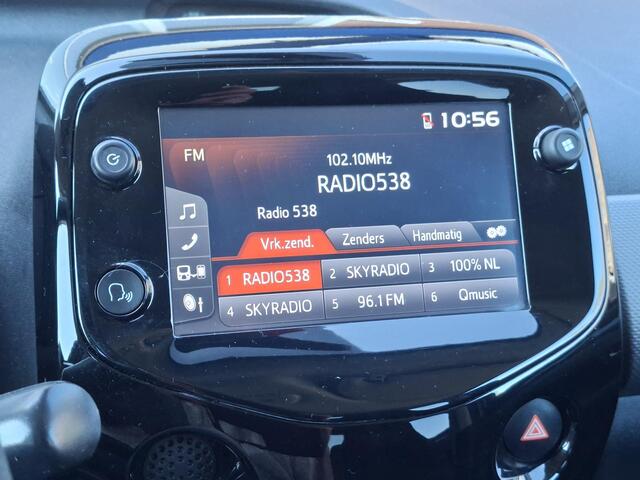 10:56
FM
102.10MHz
RADIO538
Radio 538
Vrk.zend. Zenders Handmatig
1 RADIO538 2 SKYRADIO 3 100% NL
4 SKYRADIO 5 96.1 FM 6 Qmusic